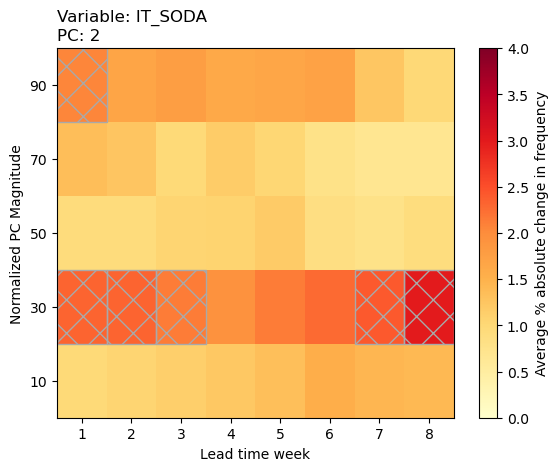 Variable: IT_SODA
PC: 2
Normalized PC Magnitude
90
70
50
30
10
1 2 3 4 5 6 7 8
Lead time week
4.0
3.5
3.0
2.5
2.0
1.5
1.0
0.5
0.0
Average % absolute change in frequency